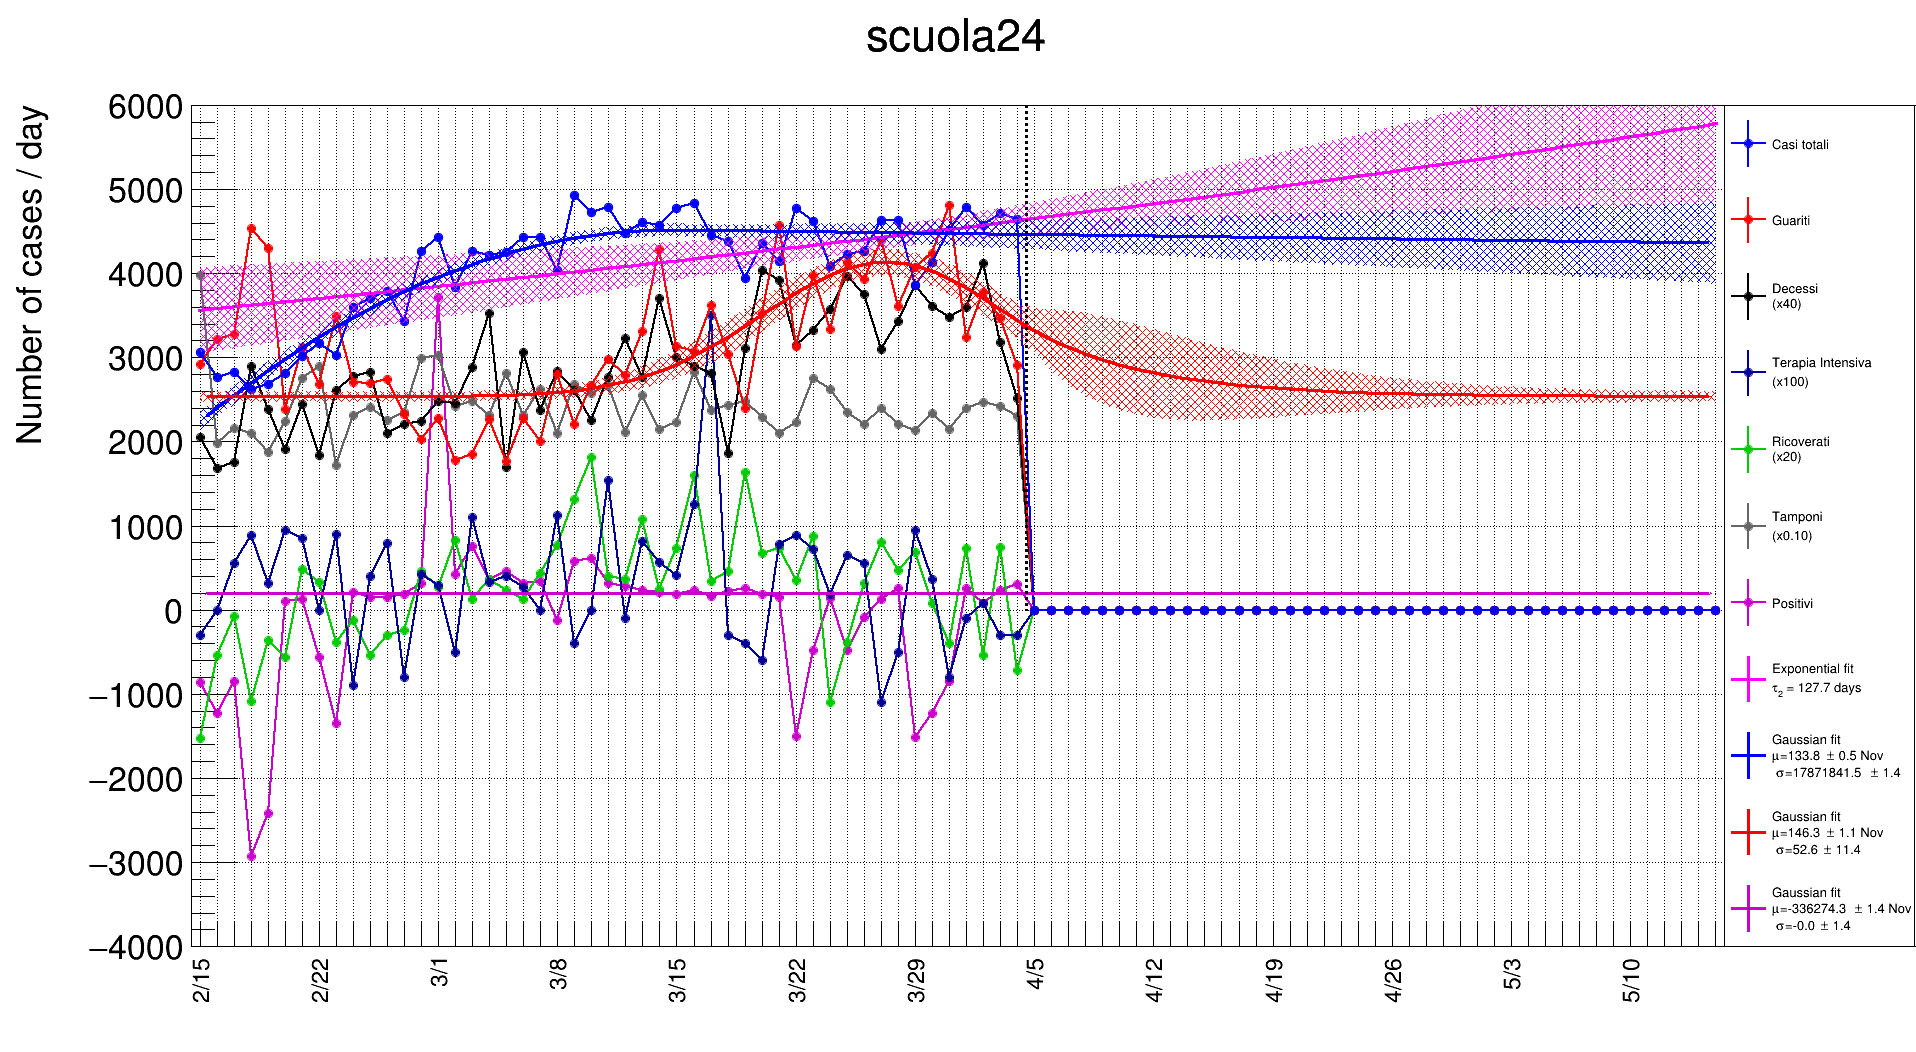 scuola24
Number of cases / day
6000
5000
4000
3000
2000
1000
0
−1000
−2000
−3000
−4000
2/15
2/22
3/1
3/8
3/15
3/22
3/29
4/5
4/12
4/19
4/26
5/3
5/10
Casi totali
Guariti
Decessi
(x40)
Terapia Intensiva
(x100)
Ricoverati
(x20)
Tamponi
(x0.10)
Positivi
Exponential fit
τ2 = 127.7 days
Gaussian fit
μ=133.8 ± 0.5 Nov
σ=17871841.5 ± 1.4
Gaussian fit
μ=146.3 ± 1.1 Nov
σ=52.6 ± 11.4
Gaussian fit
μ=-336274.3 ± 1.4 Nov
σ=-0.0 ± 1.4